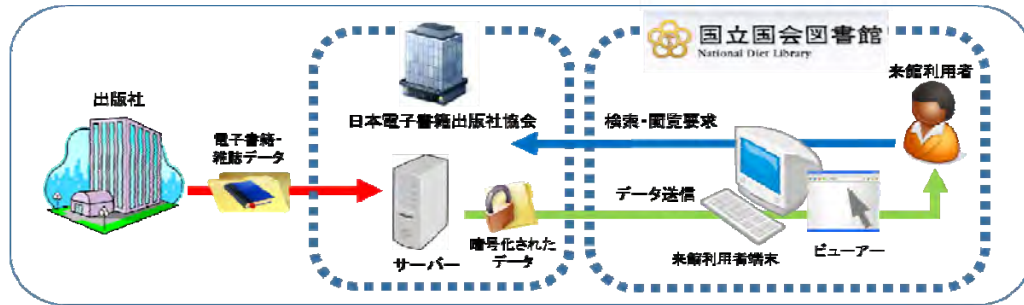 国立国会図書館
National Diet Library
来館利用者
出版社
日本電子書籍出版社協会
検索・閲覧要求
電子書籍・
雑誌データ
データ送信
サーバー
暗号化された
データ
来館利用者端末
ビューアー